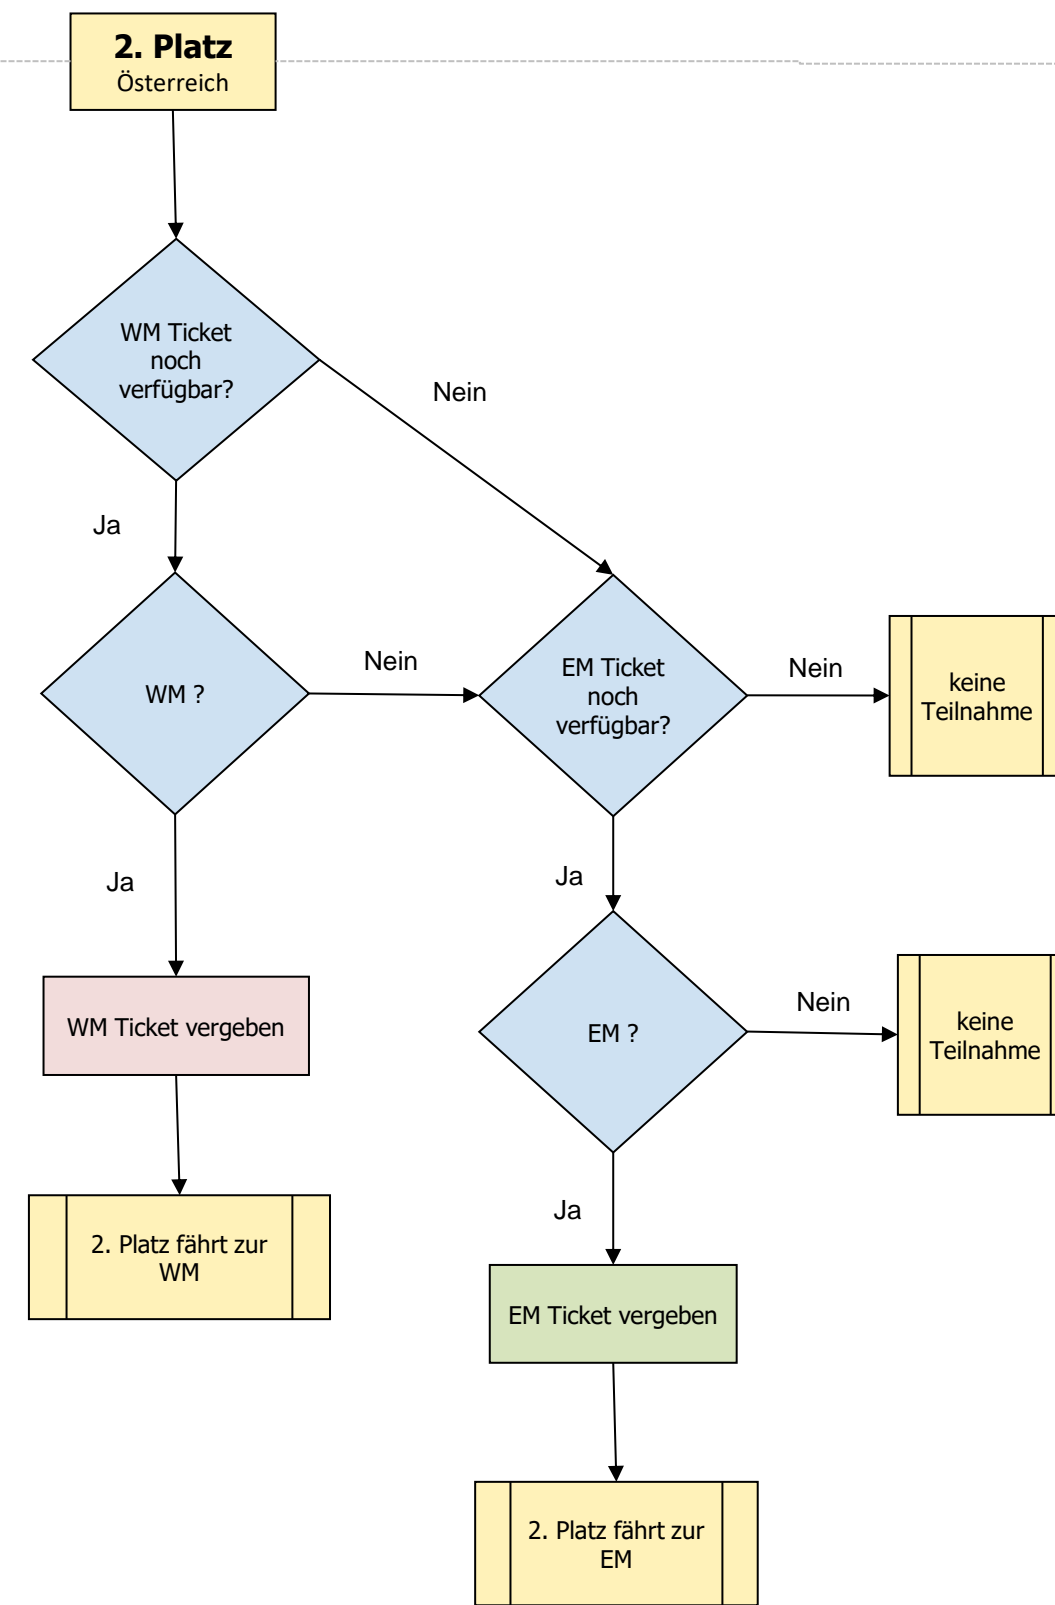 2. Platz
Österreich
WM Ticket
noch
verfügbar?
Nein
Ja
WM ?
Nein
EM Ticket
noch
verfügbar?
Nein
keine
Teilnahme
Ja
Ja
WM Ticket vergeben
EM ?
Nein
keine
Teilnahme
2. Platz fährt zur
WM
Ja
EM Ticket vergeben
2. Platz fährt zur
EM